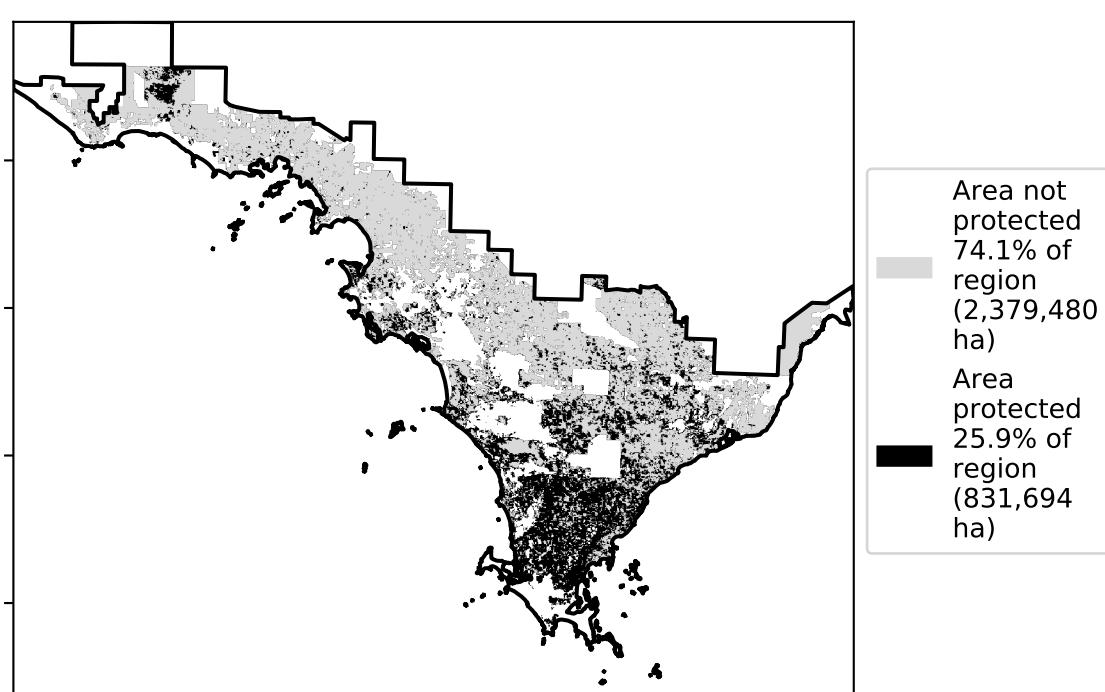 Area not
protected
74.1% of
region
(2,379,480
ha)
Area
protected
25.9% of
region
(831,694
ha)